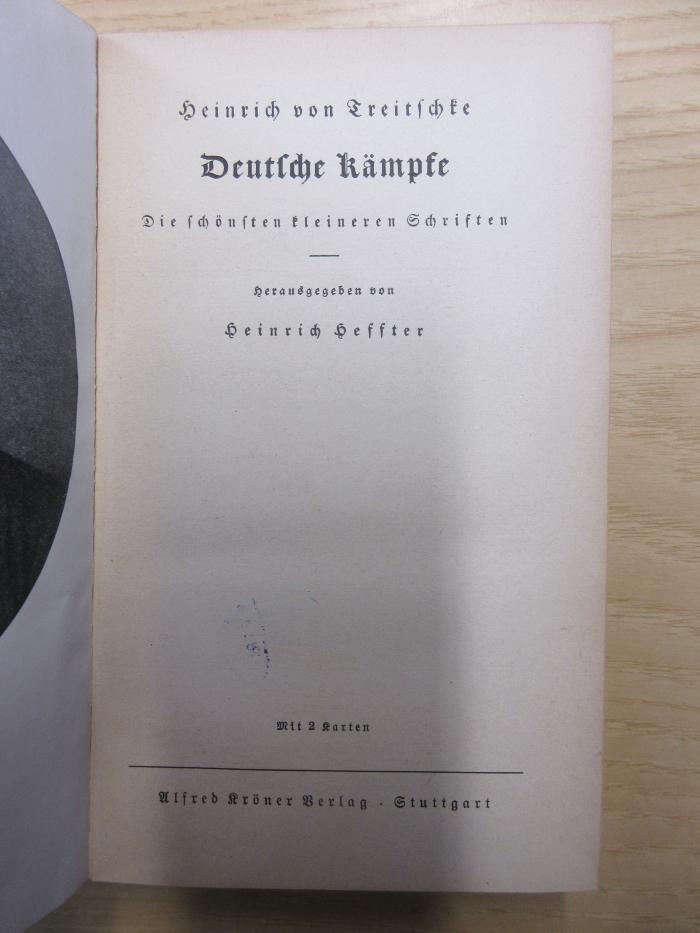 Heinrich von Treitſchke
Deutſche Kämpfe
Die ſchönſten kleineren Schriften
Herausgegeben von
Heinrich Heffter
Mit 2 Karten
Alfred Kröner Verlag · Stuttgart